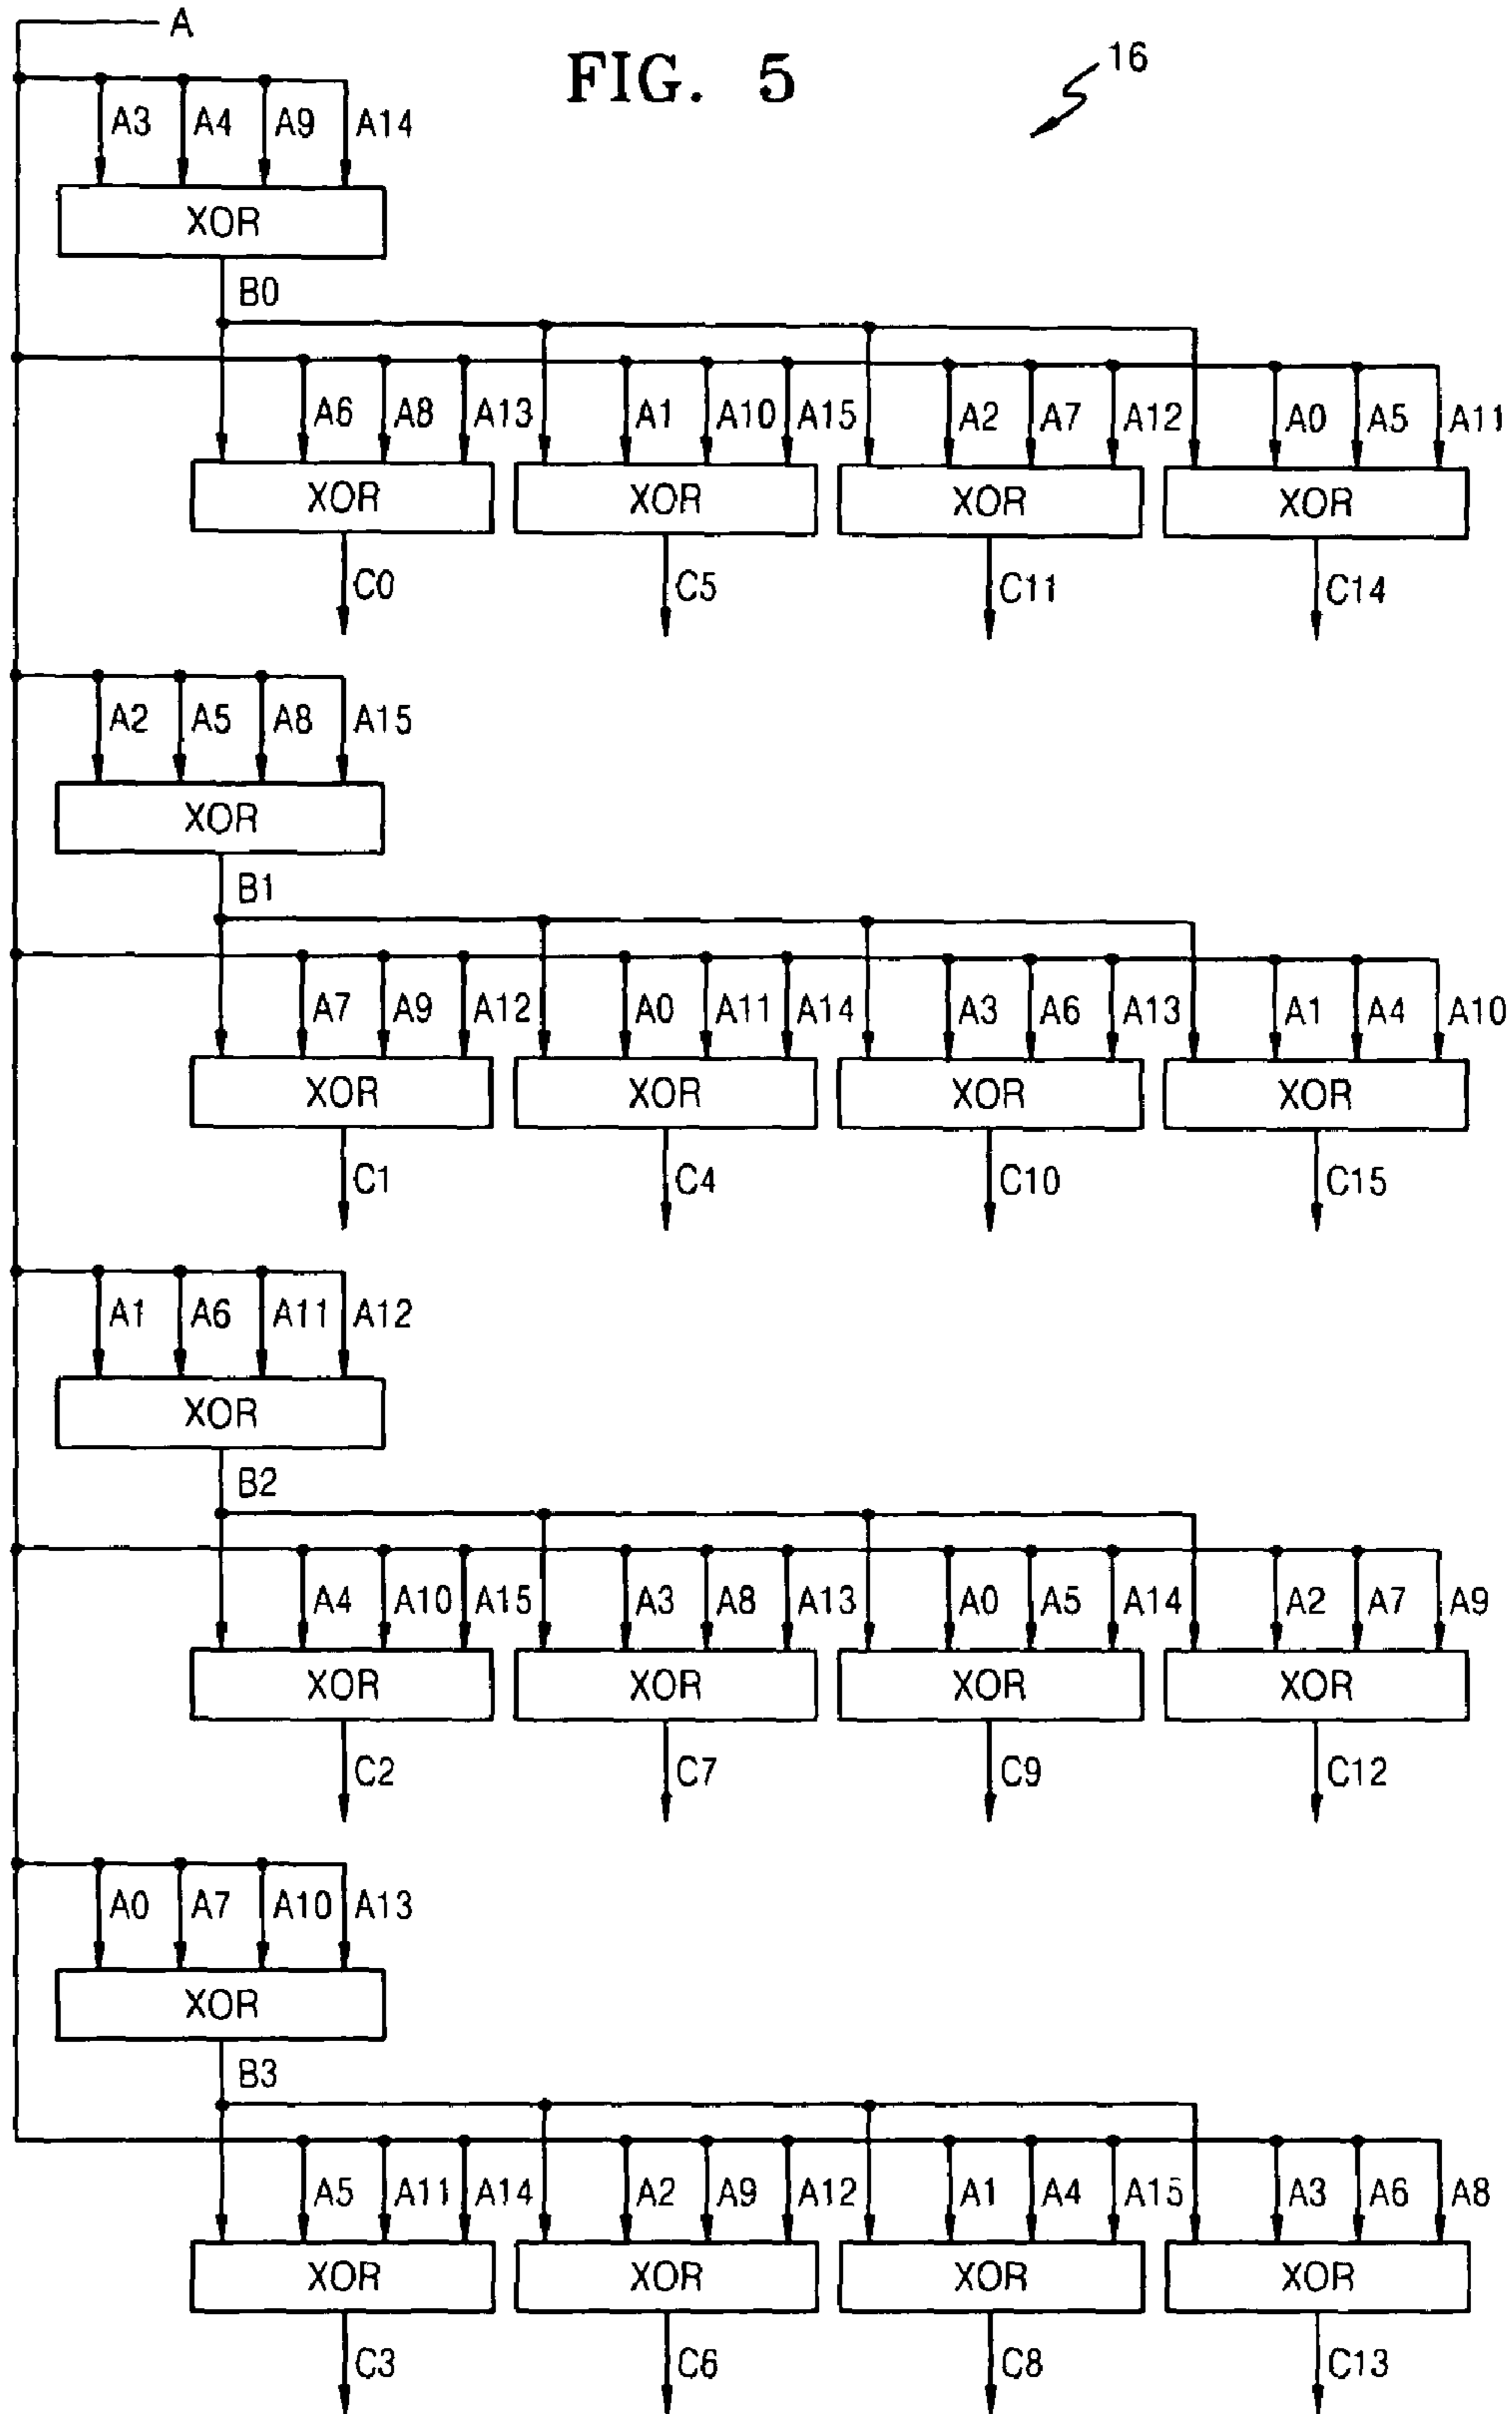 A
FIG. 5
16
A3 A4 A9 A14
XOR
B0
A6 A8 A13 A1 A10 A15 A2 A7 A12 A0 A5 A11
XOR XOR XOR XOR
C0 C5 C11 C14
A2 A5 A8 A15
XOR
B1
A7 A9 A12 A0 A11 A14 A3 A6 A13 A1 A4 A10
XOR XOR XOR XOR
C1 C4 C10 C15
A1 A6 A11 A12
XOR
B2
A4 A10 A15 A3 A8 A13 A0 A5 A14 A2 A7 A9
XOR XOR XOR XOR
C2 C7 C9 C12
A0 A7 A10 A13
XOR
B3
A5 A11 A14 A2 A9 A12 A1 A4 A15 A3 A6 A8
XOR XOR XOR XOR
C3 C6 C8 C13